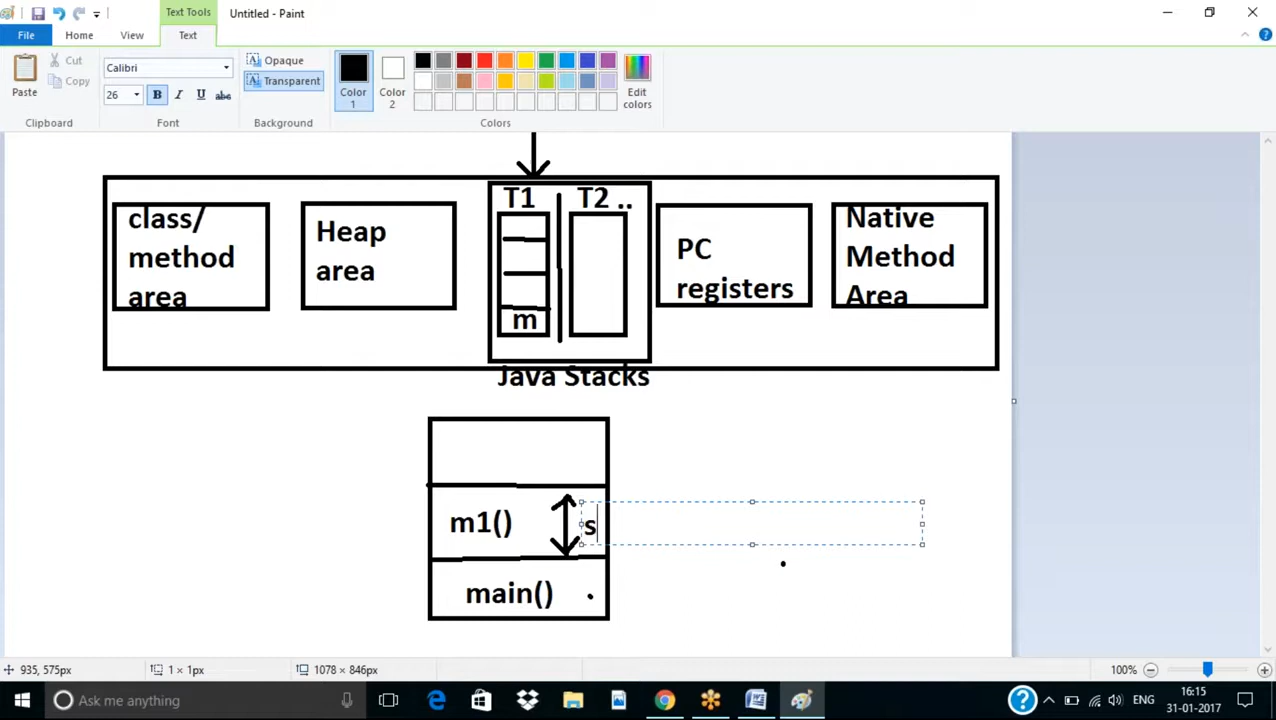 Text Tools
Untitled - Paint
File
Home
View
Text
Paste
Cut
Copy
Clipboard
Calibri
26
B
I
U
abc
Font
Opaque
Transparent
Background
Color
1
Color
2
Edit
colors
Colors
T1
T2 ..
class/
method
area
Heap
area
m
PC
registers
Native
Method
Area
Java Stacks
m1()
s
main()
935, 575px
1 × 1px
1078 × 846px
100%
Ask me anything
ENG
16:15
31-01-2017